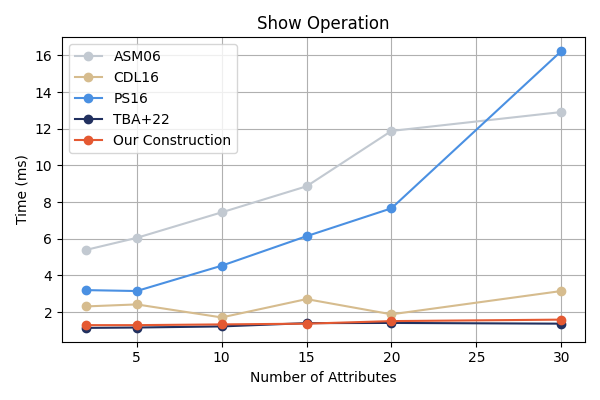 Show Operation
ASM06
CDL16
PS16
TBA+22
Our Construction
Time (ms)
16
14
12
10
8
6
4
2
5
10
15
20
25
30
Number of Attributes